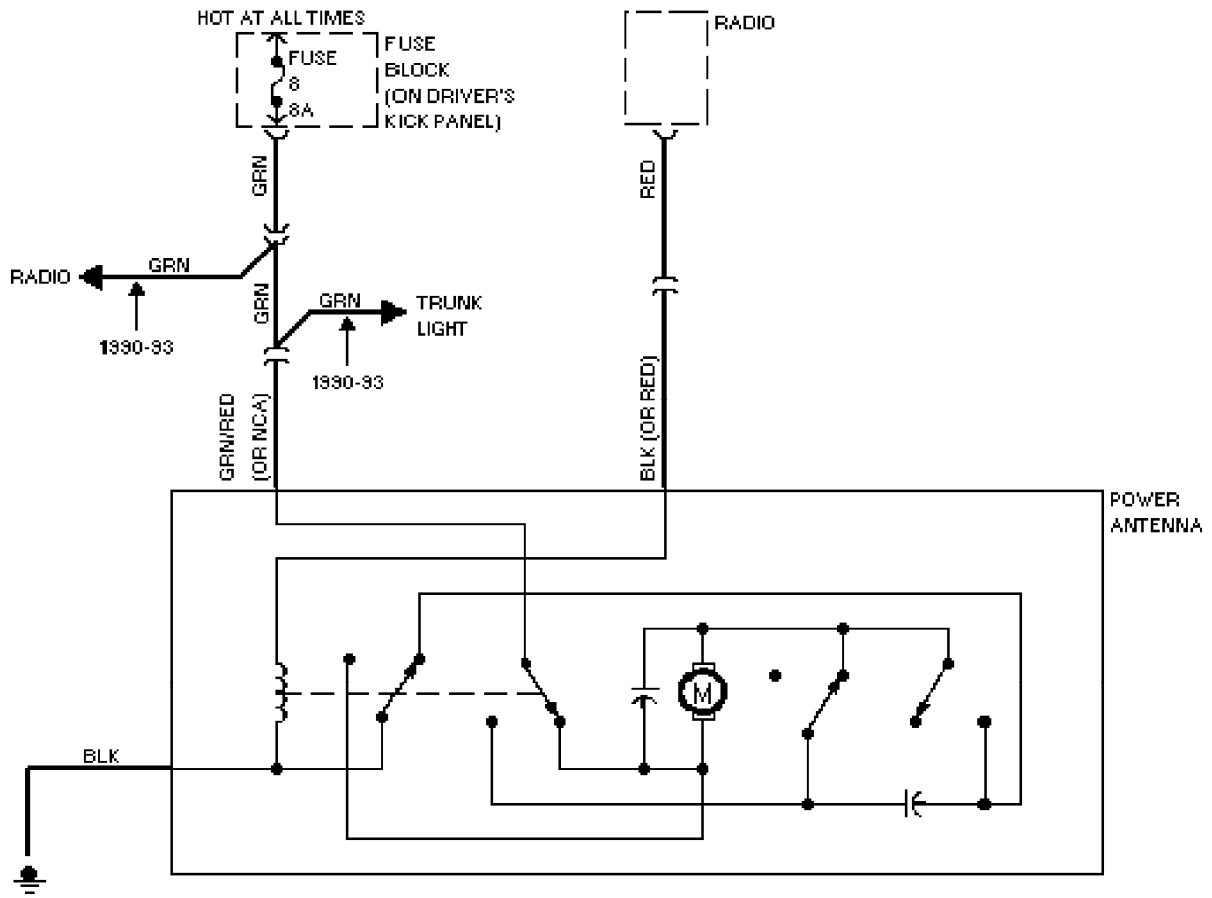 HOT AT ALL TIMES
FUSE
8
8A
FUSE
BLOCK
(ON DRIVER'S
KICK PANEL)
RADIO
GRN
RED
RADIO
GRN
1990-93
GRN
GRN
TRUNK
LIGHT
1990-93
GRN/RED
(OR NCA)
BLK (OR RED)
POWER
ANTENNA
M
BLK